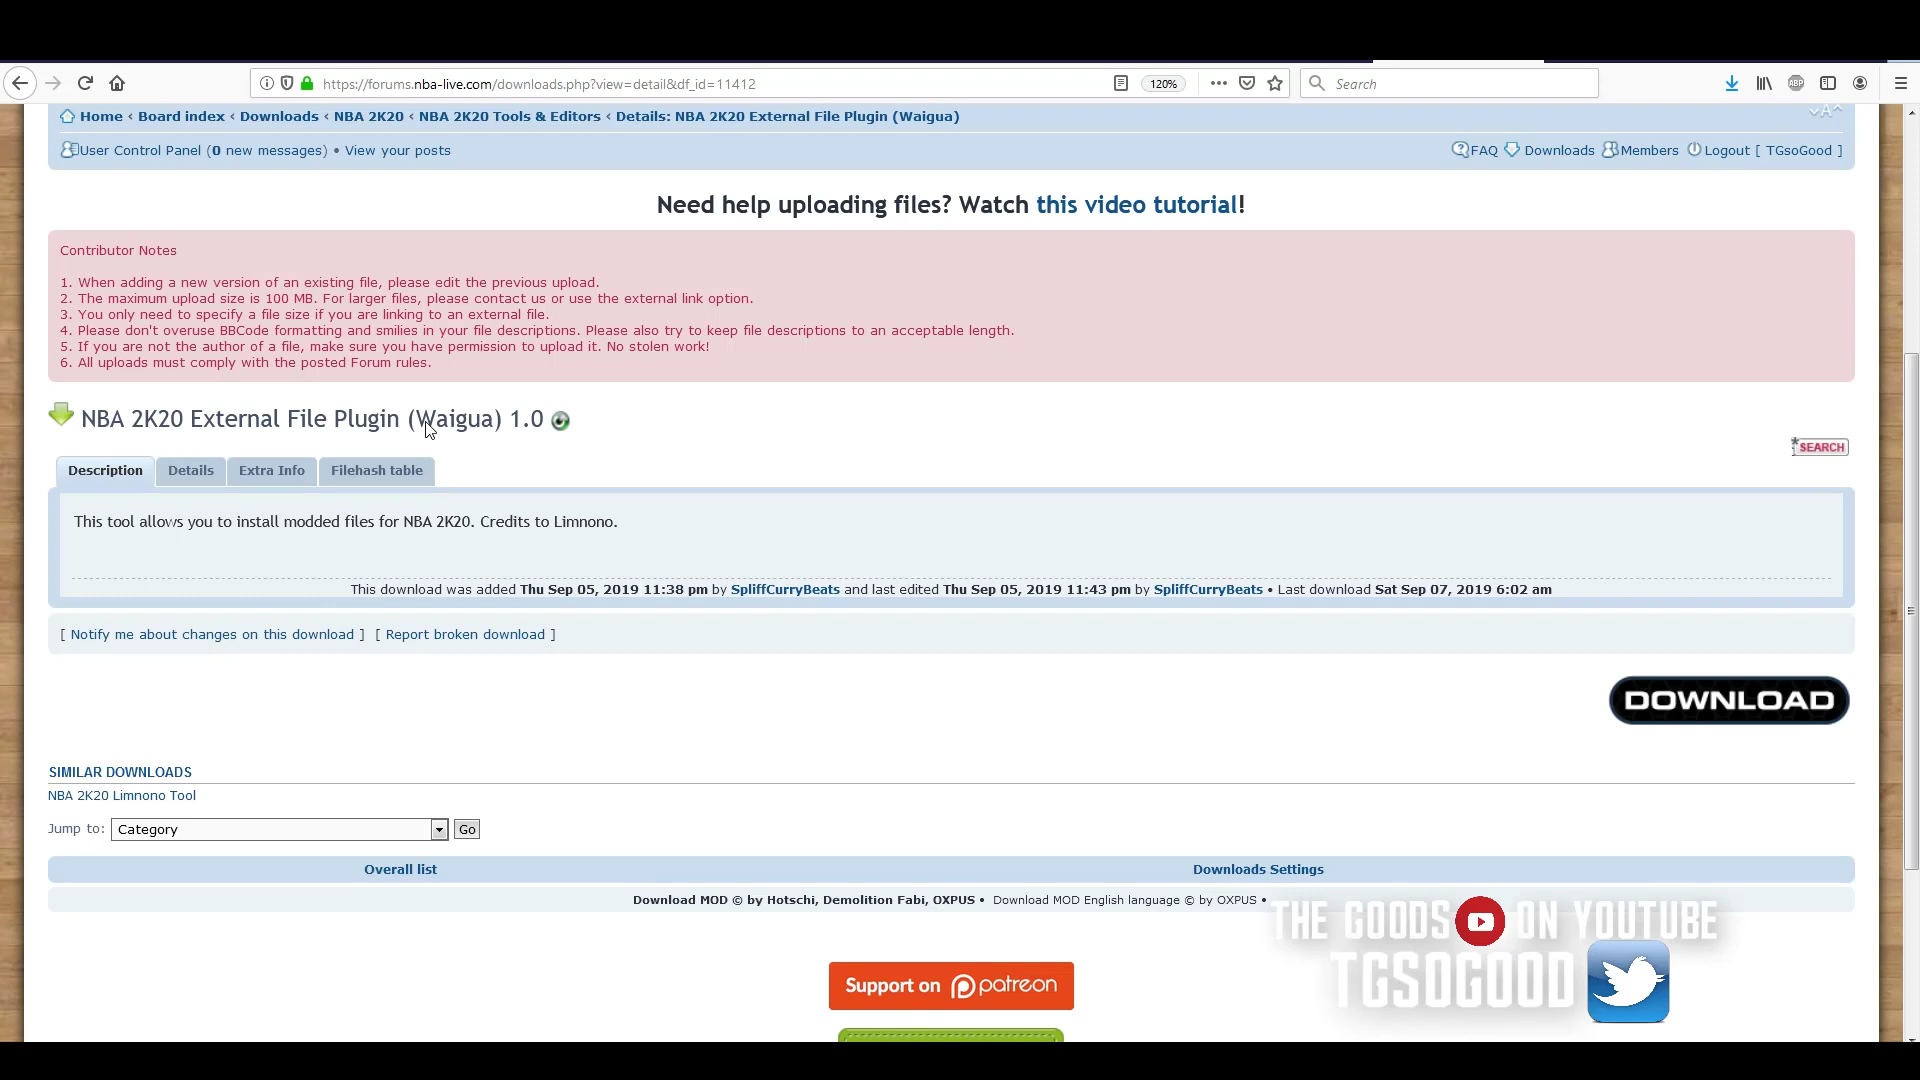 https://forums.nba-live.com/downloads.php?view=detail&df_id=11412
120%
Search
ABP
Home ‹ Board index ‹ Downloads ‹ NBA 2K20 ‹ NBA 2K20 Tools & Editors ‹ Details: NBA 2K20 External File Plugin (Waigua)
User Control Panel (0 new messages) • View your posts
FAQ Downloads Members Logout [ TGsoGood ]
Need help uploading files? Watch this video tutorial!
Contributor Notes
1. When adding a new version of an existing file, please edit the previous upload.
2. The maximum upload size is 100 MB. For larger files, please contact us or use the external link option.
3. You only need to specify a file size if you are linking to an external file.
4. Please don't overuse BBCode formatting and smilies in your file descriptions. Please also try to keep file descriptions to an acceptable length.
5. If you are not the author of a file, make sure you have permission to upload it. No stolen work!
6. All uploads must comply with the posted Forum rules.
NBA 2K20 External File Plugin (Waigua) 1.0
*SEARCH
Description Details Extra Info Filehash table
This tool allows you to install modded files for NBA 2K20. Credits to Limnono.
This download was added Thu Sep 05, 2019 11:38 pm by SpliffCurryBeats and last edited Thu Sep 05, 2019 11:43 pm by SpliffCurryBeats • Last download Sat Sep 07, 2019 6:02 am
[ Notify me about changes on this download ] [ Report broken download ]
DOWNLOAD
SIMILAR DOWNLOADS
NBA 2K20 Limnono Tool
Jump to: Category Go
Overall list Downloads Settings
Download MOD © by Hotschi, Demolition Fabi, OXPUS • Download MOD English language © by OXPUS •
THE GOODS ON YOUTUBE
TGSOGOOD
Support on patreon